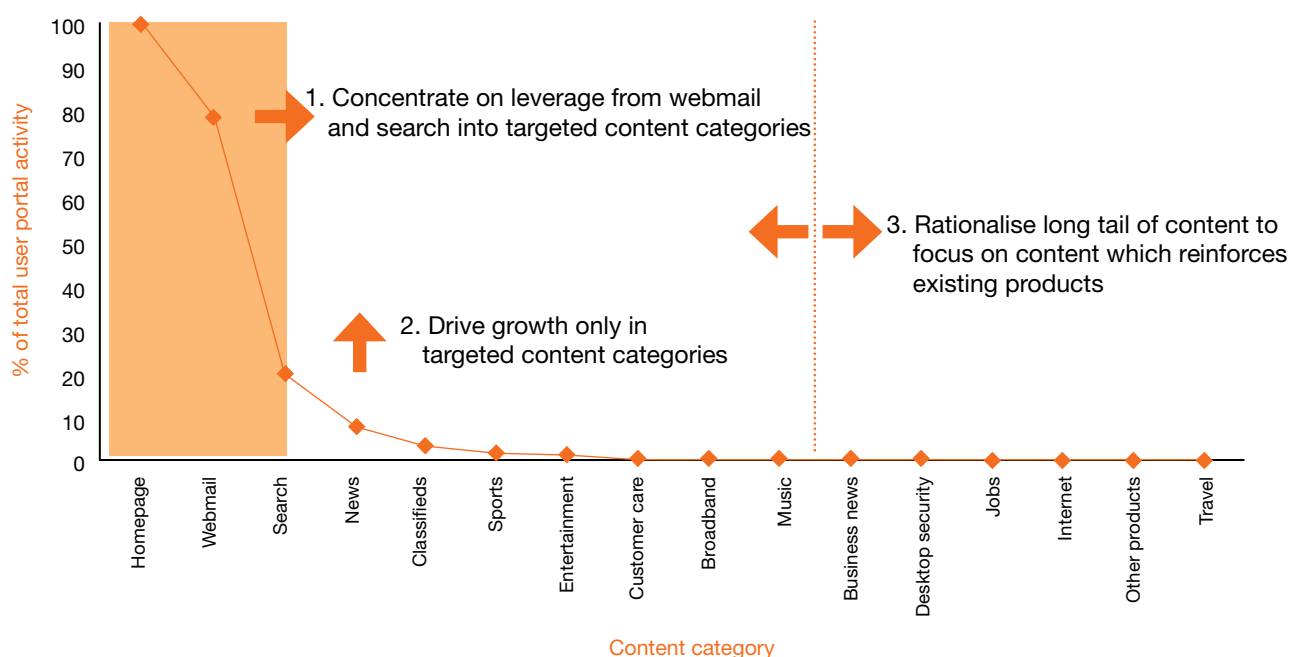 % of total user portal activity
100
90
80
70
60
50
40
30
20
10
0
1. Concentrate on leverage from webmail
and search into targeted content categories
2. Drive growth only in
targeted content categories
3. Rationalise long tail of content to
focus on content which reinforces
existing products
Homepage
Webmail
Search
News
Classifieds
Sports
Entertainment
Customer care
Broadband
Music
Business news
Desktop security
Jobs
Internet
Other products
Travel
Content category